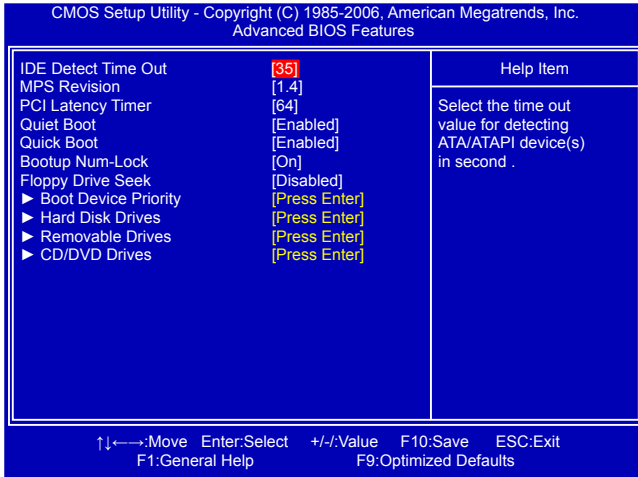 CMOS Setup Utility - Copyright (C) 1985-2006, American Megatrends, Inc.
Advanced BIOS Features
IDE Detect Time Out [35]
MPS Revision [1.4]
PCI Latency Timer [64]
Quiet Boot [Enabled]
Quick Boot [Enabled]
Bootup Num-Lock [On]
Floppy Drive Seek [Disabled]
► Boot Device Priority [Press Enter]
► Hard Disk Drives [Press Enter]
► Removable Drives [Press Enter]
► CD/DVD Drives [Press Enter]
Help Item
Select the time out
value for detecting
ATA/ATAPI device(s)
in second .
↑↓←→:Move Enter:Select +/-/:Value F10:Save ESC:Exit
F1:General Help F9:Optimized Defaults